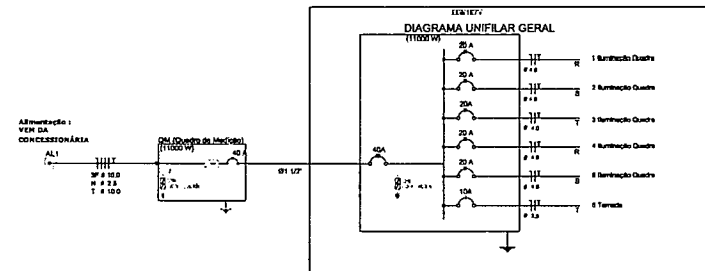 DIAGRAMA UNIFILAR GERAL
(11000 W)
20 A
R
1 Iluminação Quadra
20 A
S
2 Iluminação Quadra
20A
T
3 Iluminação Quadra
20 A
R
4 Iluminação Quadra
20 A
S
5 Iluminação Quadra
10A
T
6 Tomada
40A
Alimentação :
VEM DA
CONCESSIONÁRIA
AL1
T
3F # 10,0
N # 2,5
T # 10,0
QM (Quadro de Medição)
(11000 W)
40 A
Ø1 1/2"